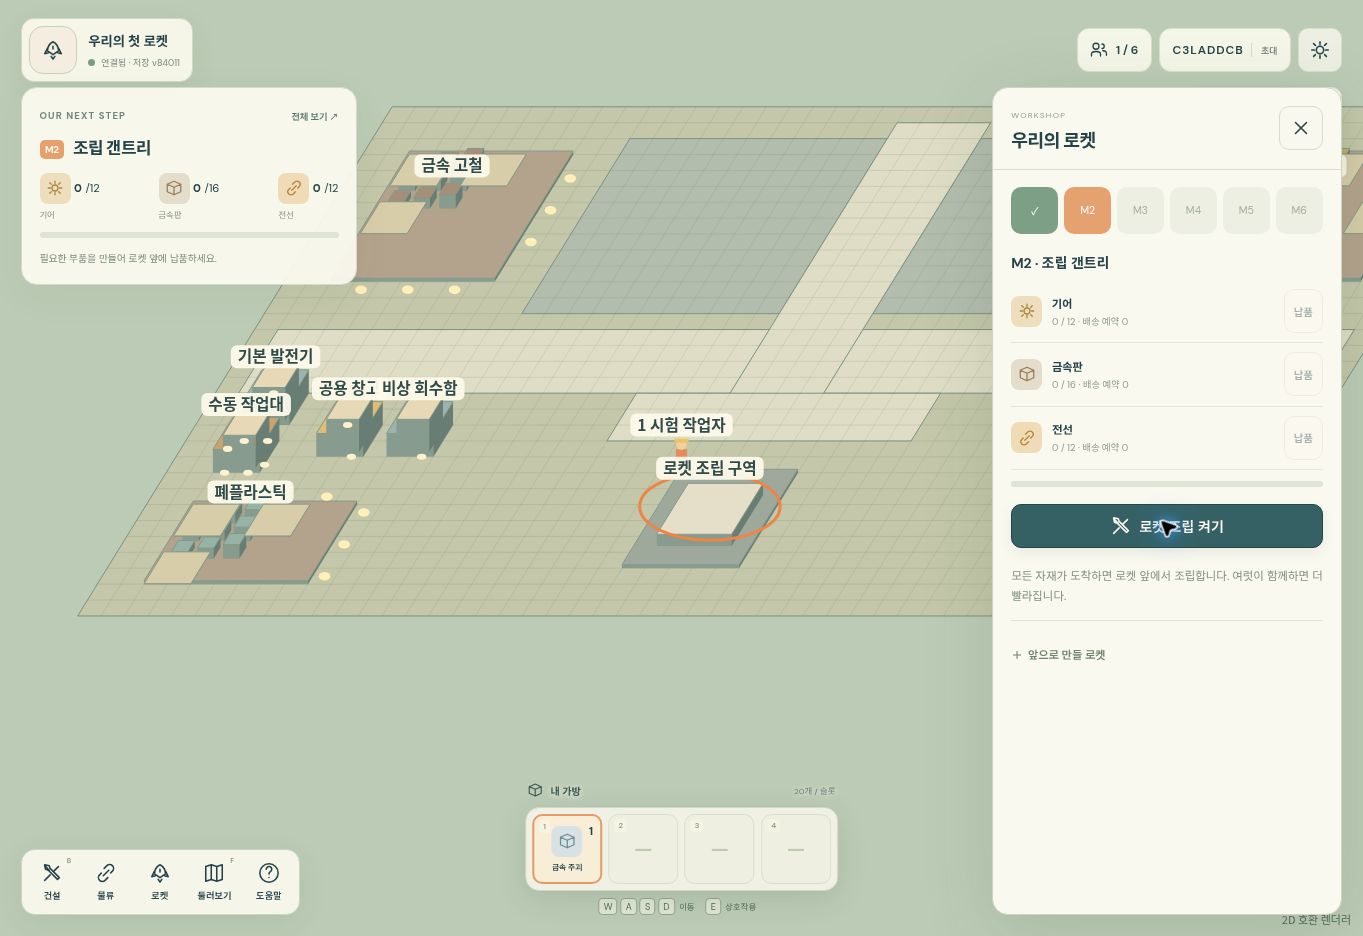 우리의 첫 로켓
연결됨 · 저장 v84011
OUR NEXT STEP
전체 보기 ↗
M2 조립 갠트리
0 /12
0 /16
0 /12
기어
금속판
전선
필요한 부품을 만들어 로켓 옆에 납품하세요.
1 / 6
C3LADDCB
초대
WORKSHOP
우리의 로켓
✓ M2 M3 M4 M5 M6
M2 · 조립 갠트리
기어
0 / 12 · 배송 예약 0
납품
금속판
0 / 16 · 배송 예약 0
납품
전선
0 / 12 · 배송 예약 0
납품
로켓 조립 켜기
모든 자재가 도착하면 로켓 앞에서 조립합니다. 여럿이 함께하면 더
빨라집니다.
+ 앞으로 만들 로켓
금속 고철
기본 발전기
수동 작업대
공용 창고
비상 회수함
1 시험 작업자
로켓 조립 구역
폐플라스틱
내 가방
20개 / 슬롯
1
1
금속 주괴
2
3
4
W A S D 이동 E 상호작용
B
F
건설
물류
로켓
둘러보기
도움말
2D 호환 렌더러